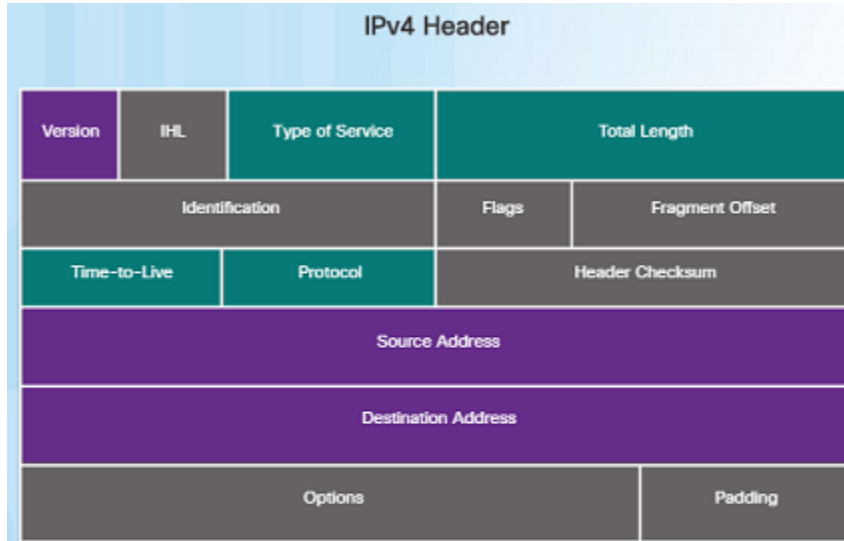 IPv4 Header
Version IHL Type of Service Total Length
Identification Flags Fragment Offset
Time-to-Live Protocol Header Checksum
Source Address
Destination Address
Options Padding